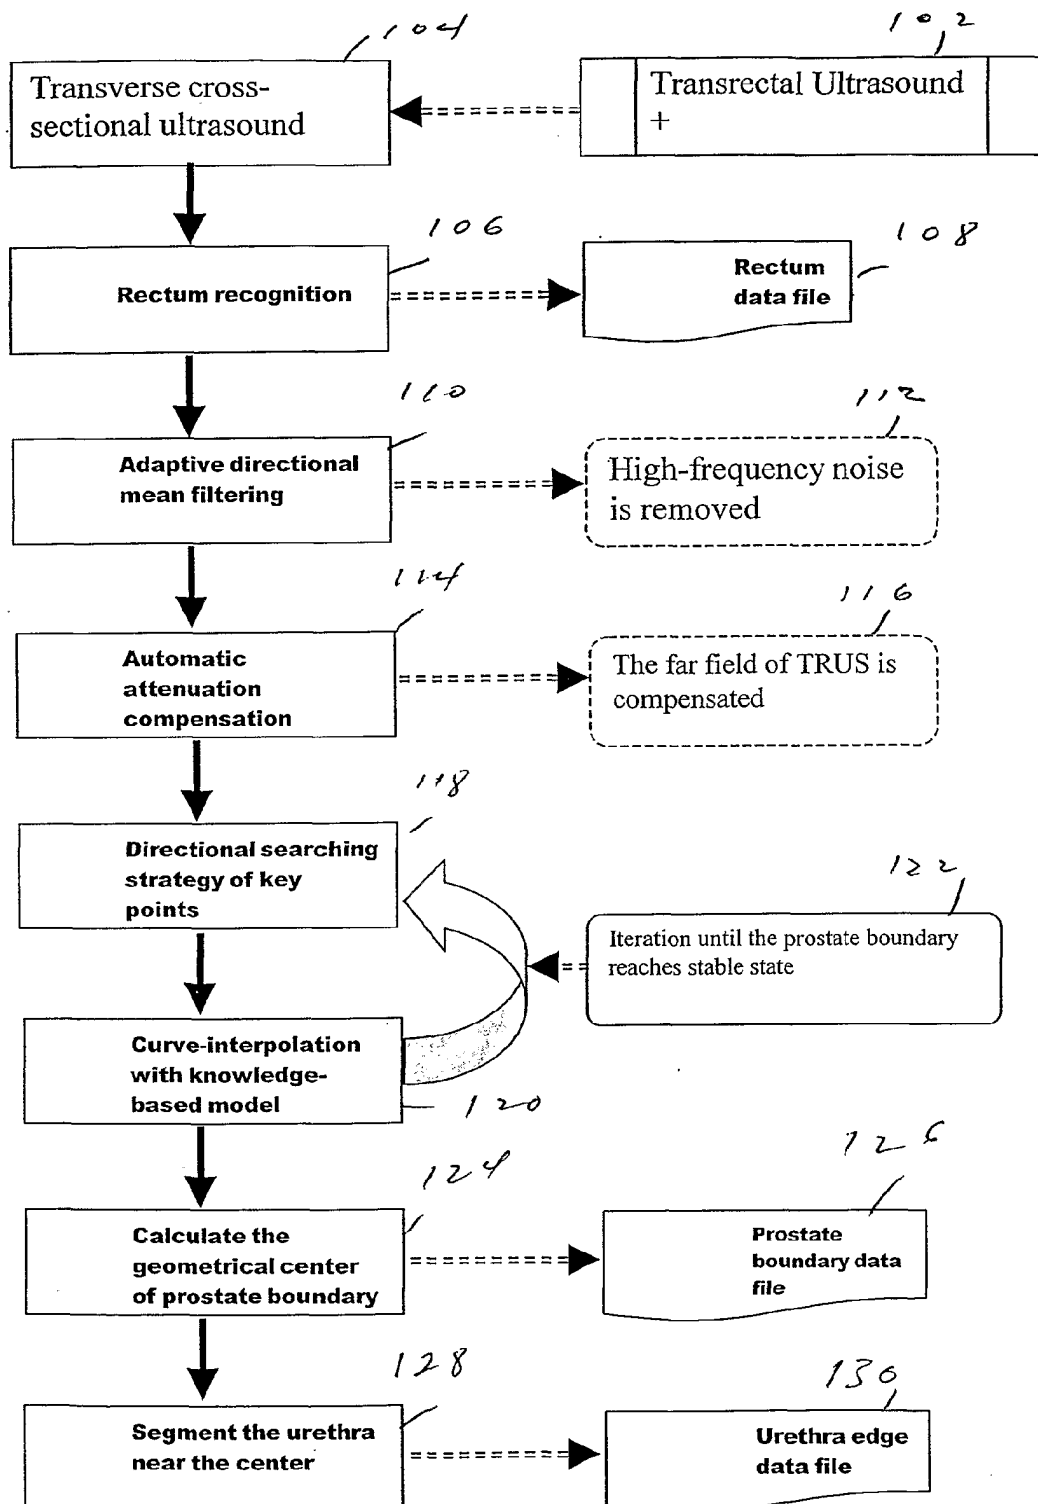 104
102
Transverse cross-
sectional ultrasound
Transrectal Ultrasound
+
106
108
Rectum recognition
Rectum
data file
110
112
Adaptive directional
mean filtering
High-frequency noise
is removed
114
116
Automatic
attenuation
compensation
The far field of TRUS is
compensated
118
Directional searching
strategy of key
points
122
Iteration until the prostate boundary
reaches stable state
Curve-interpolation
with knowledge-
based model
120
124
126
Calculate the
geometrical center
of prostate boundary
Prostate
boundary data
file
128
130
Segment the urethra
near the center
Urethra edge
data file